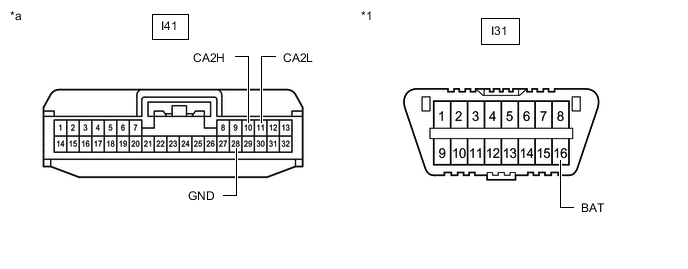 *a
I41
*1
I31
CA2H
CA2L
1 2 3 4 5 6 7 8 9 10 11 12 13
14 15 16 17 18 19 20 21 22 23 24 25 26 27 28 29 30 31 32
GND
1 2 3 4 5 6 7 8
9 10 11 12 13 14 15 16
BAT